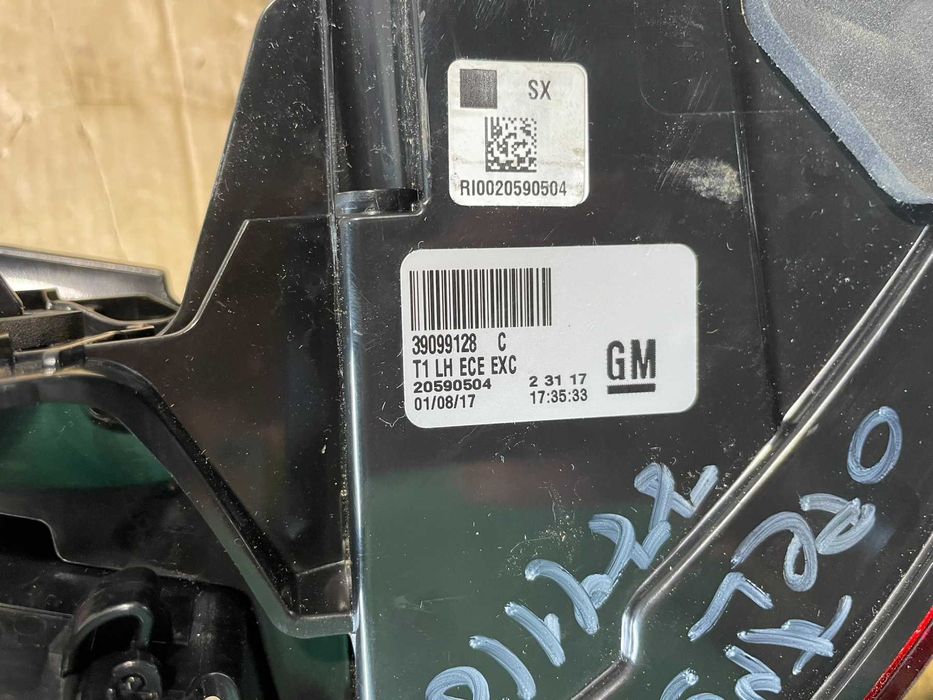 SX
RI0020590504
39099128 C
T1 LH ECE EXC
20590504 2 31 17
01/08/17 17:35:33
GM